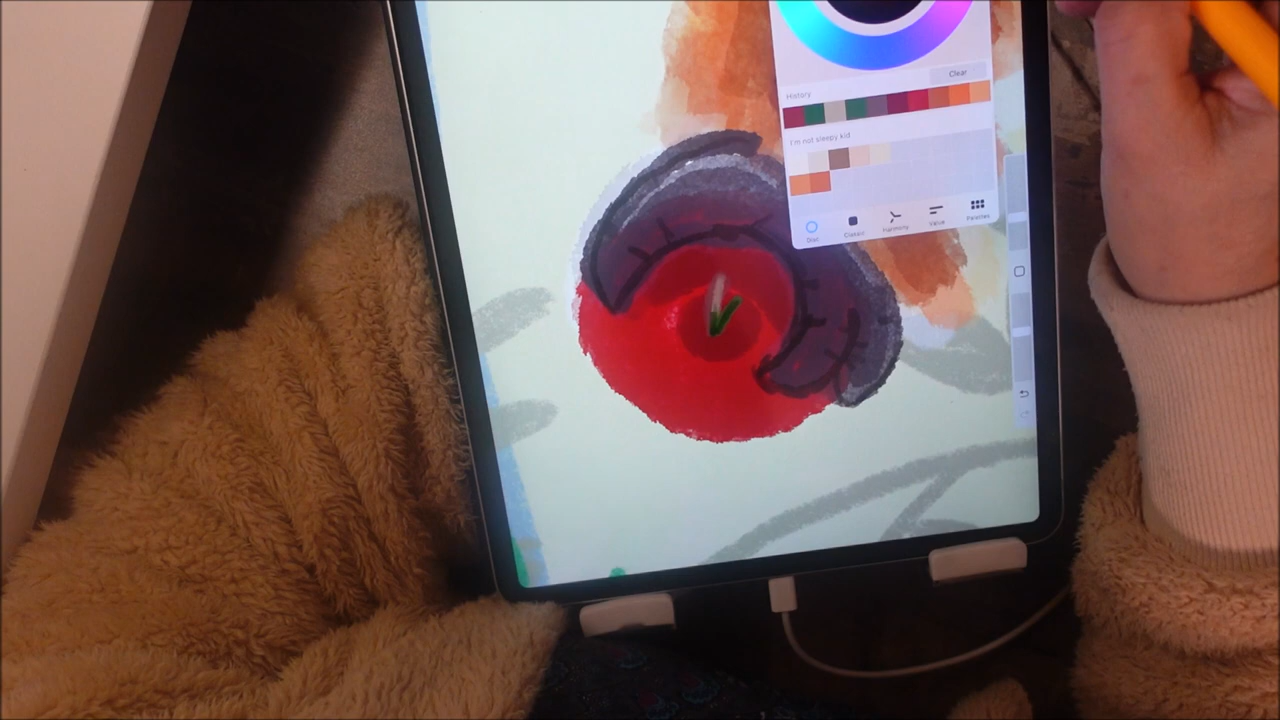 Clear
History
I'm not sleepy kid
Disc
Classic
Harmony
Value
Palettes